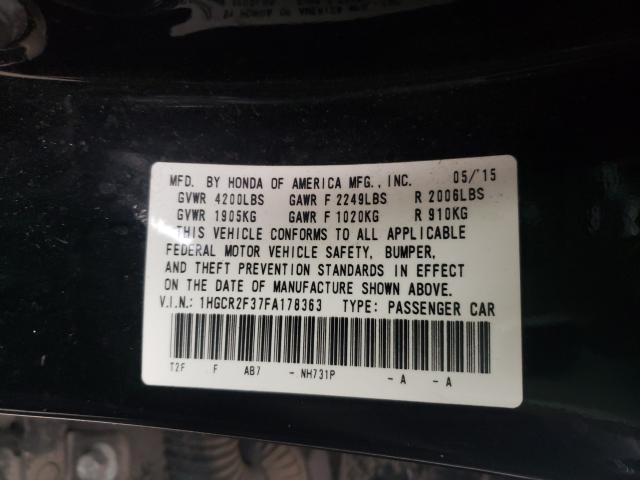 MFD. BY HONDA OF AMERICA MFG., INC. 05/'15
GVWR 4200LBS GAWR F 2249LBS R 2006LBS
GVWR 1905KG GAWR F 1020KG R 910KG
THIS VEHICLE CONFORMS TO ALL APPLICABLE
FEDERAL MOTOR VEHICLE SAFETY, BUMPER,
AND THEFT PREVENTION STANDARDS IN EFFECT
ON THE DATE OF MANUFACTURE SHOWN ABOVE.
V.I.N.: 1HGCR2F37FA178363 TYPE: PASSENGER CAR
T2F F AB7 - NH731P - A - A